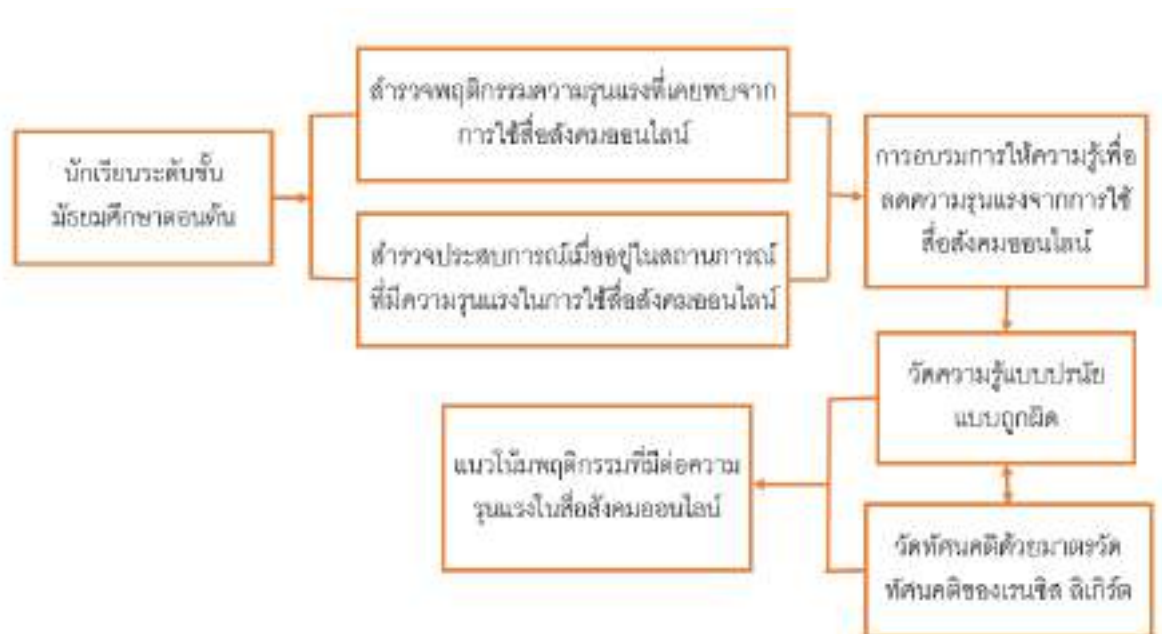 นักเรียนระดับชั้น
มัธยมศึกษาตอนต้น
สำรวจพฤติกรรมความรุนแรงที่เคยพบจาก
การใช้สื่อสังคมออนไลน์
สำรวจประสบการณ์เมื่ออยู่ในสถานการณ์
ที่มีความรุนแรงในการใช้สื่อสังคมออนไลน์
การอบรมการให้ความรู้เพื่อ
ลดความรุนแรงจากการใช้
สื่อสังคมออนไลน์
วัดความรู้แบบปรนัย
แบบถูกผิด
วัดทัศนคติด้วยมาตรวัด
ทัศนคติของเรนซิส ลิเกิร์ต
แนวโน้มพฤติกรรมที่มีต่อความ
รุนแรงในสื่อสังคมออนไลน์